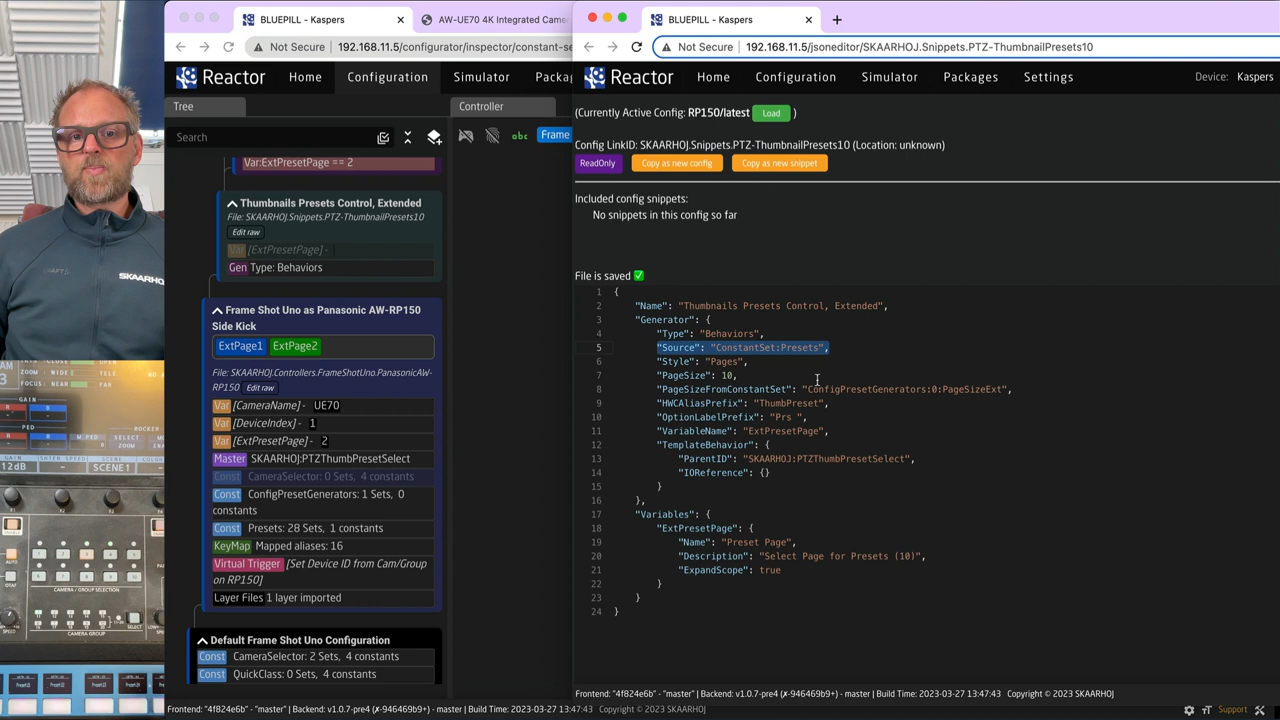 BLUEPILL - Kaspers
AW-UE70 4K Integrated Came
Not Secure 192.168.11.5/configurator/inspector/constant-se
Reactor Home Configuration Simulator Packa
Tree
Controller
Search
abc
Frame
Var:ExtPresetPage == 2
Thumbnails Presets Control, Extended
File: SKAARHOJ.Snippets.PTZ-ThumbnailPresets10
Edit raw
Var [ExtPresetPage] -
Gen Type: Behaviors
Frame Shot Uno as Panasonic AW-RP150
Side Kick
ExtPage1 ExtPage2
File: SKAARHOJ.Controllers.FrameShotUno.PanasonicAW-
RP150 Edit raw
Var [CameraName] - UE70
Var [DeviceIndex] - 1
Var [ExtPresetPage] - 2
Master SKAARHOJ:PTZThumbPresetSelect
Const CameraSelector: 0 Sets, 4 constants
Const ConfigPresetGenerators: 1 Sets, 0
constants
Const Presets: 28 Sets, 1 constants
KeyMap Mapped aliases: 16
Virtual Trigger [Set Device ID from Cam/Group
on RP150]
Layer Files 1 layer imported
Default Frame Shot Uno Configuration
Const CameraSelector: 2 Sets, 4 constants
Const QuickClass: 0 Sets, 4 constants
Frontend: "4f824e6b" - "master" | Backend: v1.0.7-pre4 (✗-946469b9+) - master | Build Time: 2023-03-27 13:47:43 Copyright © 2023 SKAARHOJ
BLUEPILL - Kaspers
Not Secure 192.168.11.5/jsoneditor/SKAARHOJ.Snippets.PTZ-ThumbnailPresets10
Reactor Home Configuration Simulator Packages Settings Device: Kaspers
(Currently Active Config: RP150/latest Load )
Config LinkID: SKAARHOJ.Snippets.PTZ-ThumbnailPresets10 (Location: unknown)
ReadOnly Copy as new config Copy as new snippet
Included config snippets:
No snippets in this config so far
File is saved ✅
1 {
2 "Name": "Thumbnails Presets Control, Extended",
3 "Generator": {
4 "Type": "Behaviors",
5 "Source": "ConstantSet:Presets",
6 "Style": "Pages",
7 "PageSize": 10,
8 "PageSizeFromConstantSet": "ConfigPresetGenerators:0:PageSizeExt",
9 "HWCAliasPrefix": "ThumbPreset",
10 "OptionLabelPrefix": "Prs ",
11 "VariableName": "ExtPresetPage",
12 "TemplateBehavior": {
13 "ParentID": "SKAARHOJ:PTZThumbPresetSelect",
14 "IOReference": {}
15 }
16 },
17 "Variables": {
18 "ExtPresetPage": {
19 "Name": "Preset Page",
20 "Description": "Select Page for Presets (10)",
21 "ExpandScope": true
22 }
23 }
24 }
Frontend: "4f824e6b" - "master" | Backend: v1.0.7-pre4 (✗-946469b9+) - master | Build Time: 2023-03-27 13:47:43 Copyright © 2023 SKAARHOJ
Support
SKAARHOJ
GAIN
PED
12dB
SCENE1
CAMERA / GROUP SELECTION
CAMERA GROUP